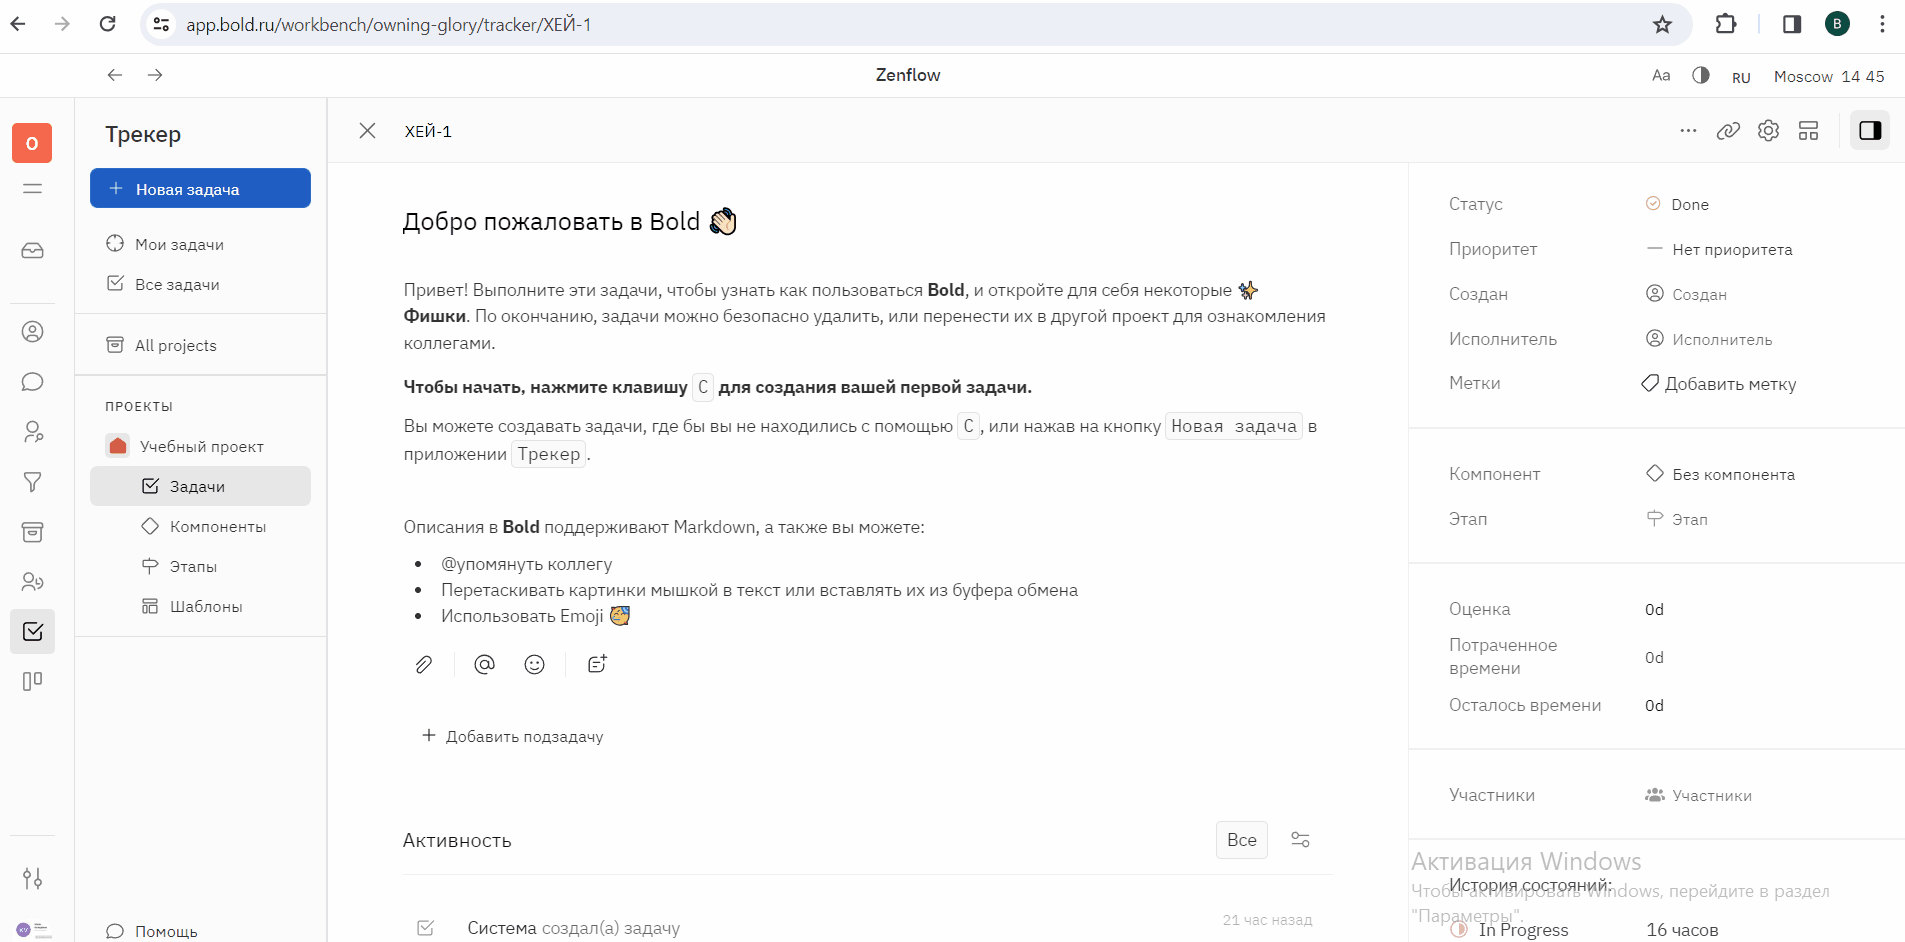 app.bold.ru/workbench/owning-glory/tracker/ХЕЙ-1
B
Zenflow
Aa
RU
Moscow 14 45
O
Трекер
Новая задача
Мои задачи
Все задачи
All projects
ПРОЕКТЫ
Учебный проект
Задачи
Компоненты
Этапы
Шаблоны
Помощь
KV
ХЕЙ-1
Добро пожаловать в Bold 👋🏻
Привет! Выполните эти задачи, чтобы узнать как пользоваться Bold, и откройте для себя некоторые ✨
Фишки. По окончанию, задачи можно безопасно удалить, или перенести их в другой проект для ознакомления
коллегами.
Чтобы начать, нажмите клавишу C для создания вашей первой задачи.
Вы можете создавать задачи, где бы вы не находились с помощью C, или нажав на кнопку Новая задача в
приложении Трекер.
Описания в Bold поддерживают Markdown, а также вы можете:
• @упомянуть коллегу
• Перетаскивать картинки мышкой в текст или вставлять их из буфера обмена
• Использовать Emoji 🥳
Добавить подзадачу
Активность
Все
Система создал(а) задачу
21 час назад
Статус
Done
Приоритет
Нет приоритета
Создан
Создан
Исполнитель
Исполнитель
Метки
Добавить метку
Компонент
Без компонента
Этап
Этап
Оценка
0d
Потраченное
времени
0d
Осталось времени
0d
Участники
Участники
Активация Windows
История состояний:
Чтобы активировать Windows, перейдите в раздел
"Параметры".
In Progress
16 часов